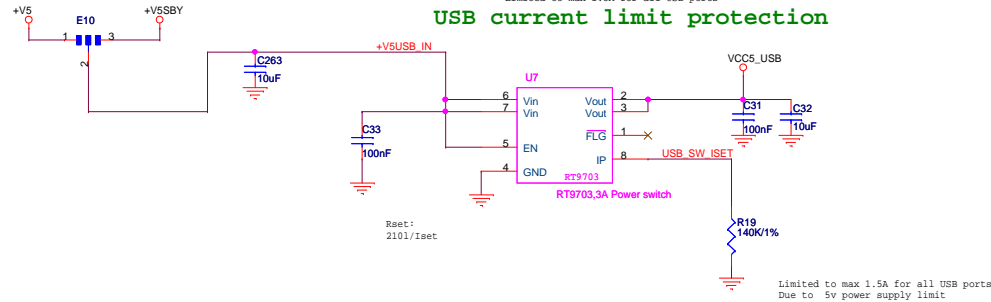 USB current limit protection
+V5
+V5SBY
E10
1
3
2
+V5USB_IN
C263
10uF
C33
100nF
U7
6
Vin
7
Vin
5
EN
4
GND
Vout
2
Vout
3
FLG
1
IP
8
RT9703
RT9703,3A Power switch
USB_SW_ISET
VCC5_USB
C31
100nF
C32
10uF
R19
140K/1%
Rset:
210l/Iset
Limited to max 1.5A for all USB ports
Due to 5v power supply limit